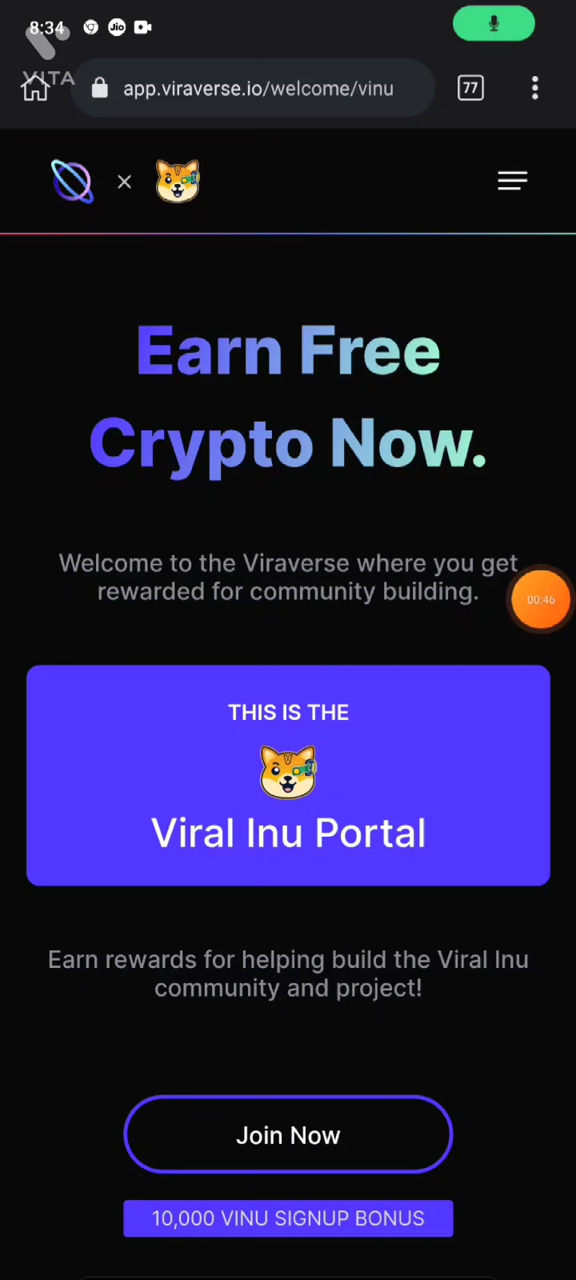 8:34
Jio
VITA
app.viraverse.io/welcome/vinu
77
×
Earn Free
Crypto Now.
Welcome to the Viraverse where you get
rewarded for community building.
00:46
THIS IS THE
Viral Inu Portal
Earn rewards for helping build the Viral Inu
community and project!
Join Now
10,000 VINU SIGNUP BONUS